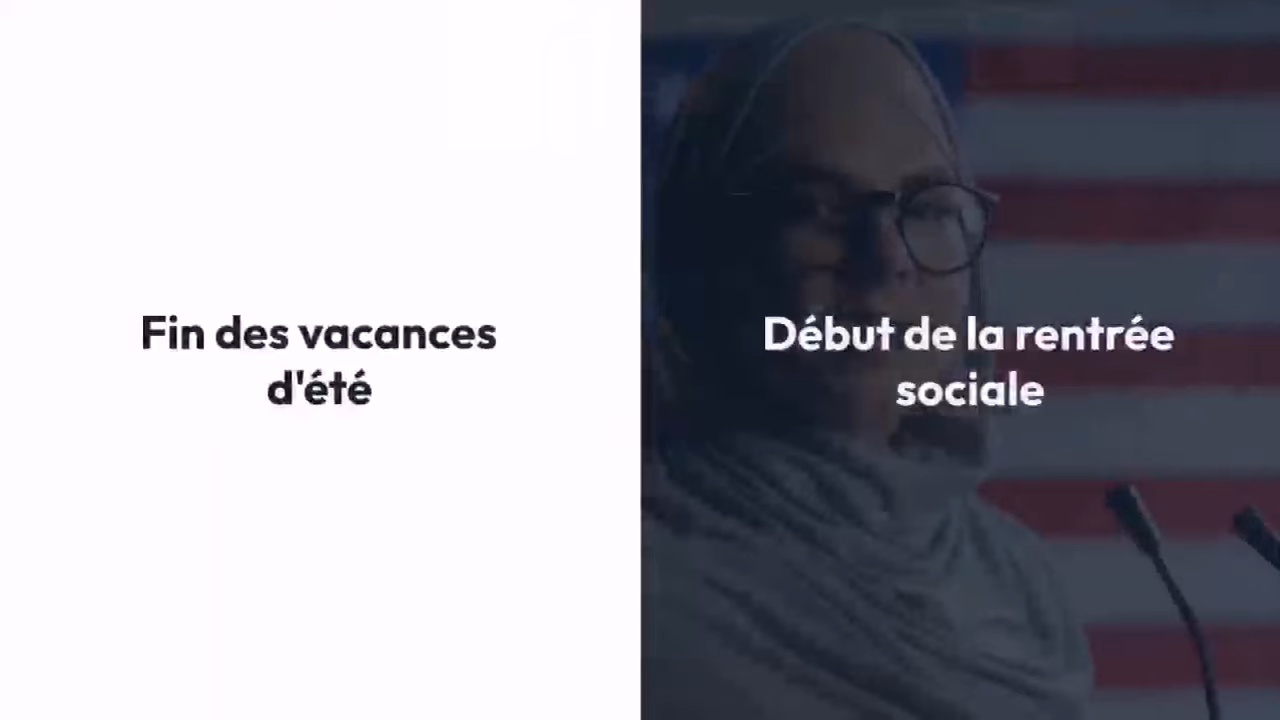 Fin des vacances
d'été
Début de la rentrée
sociale